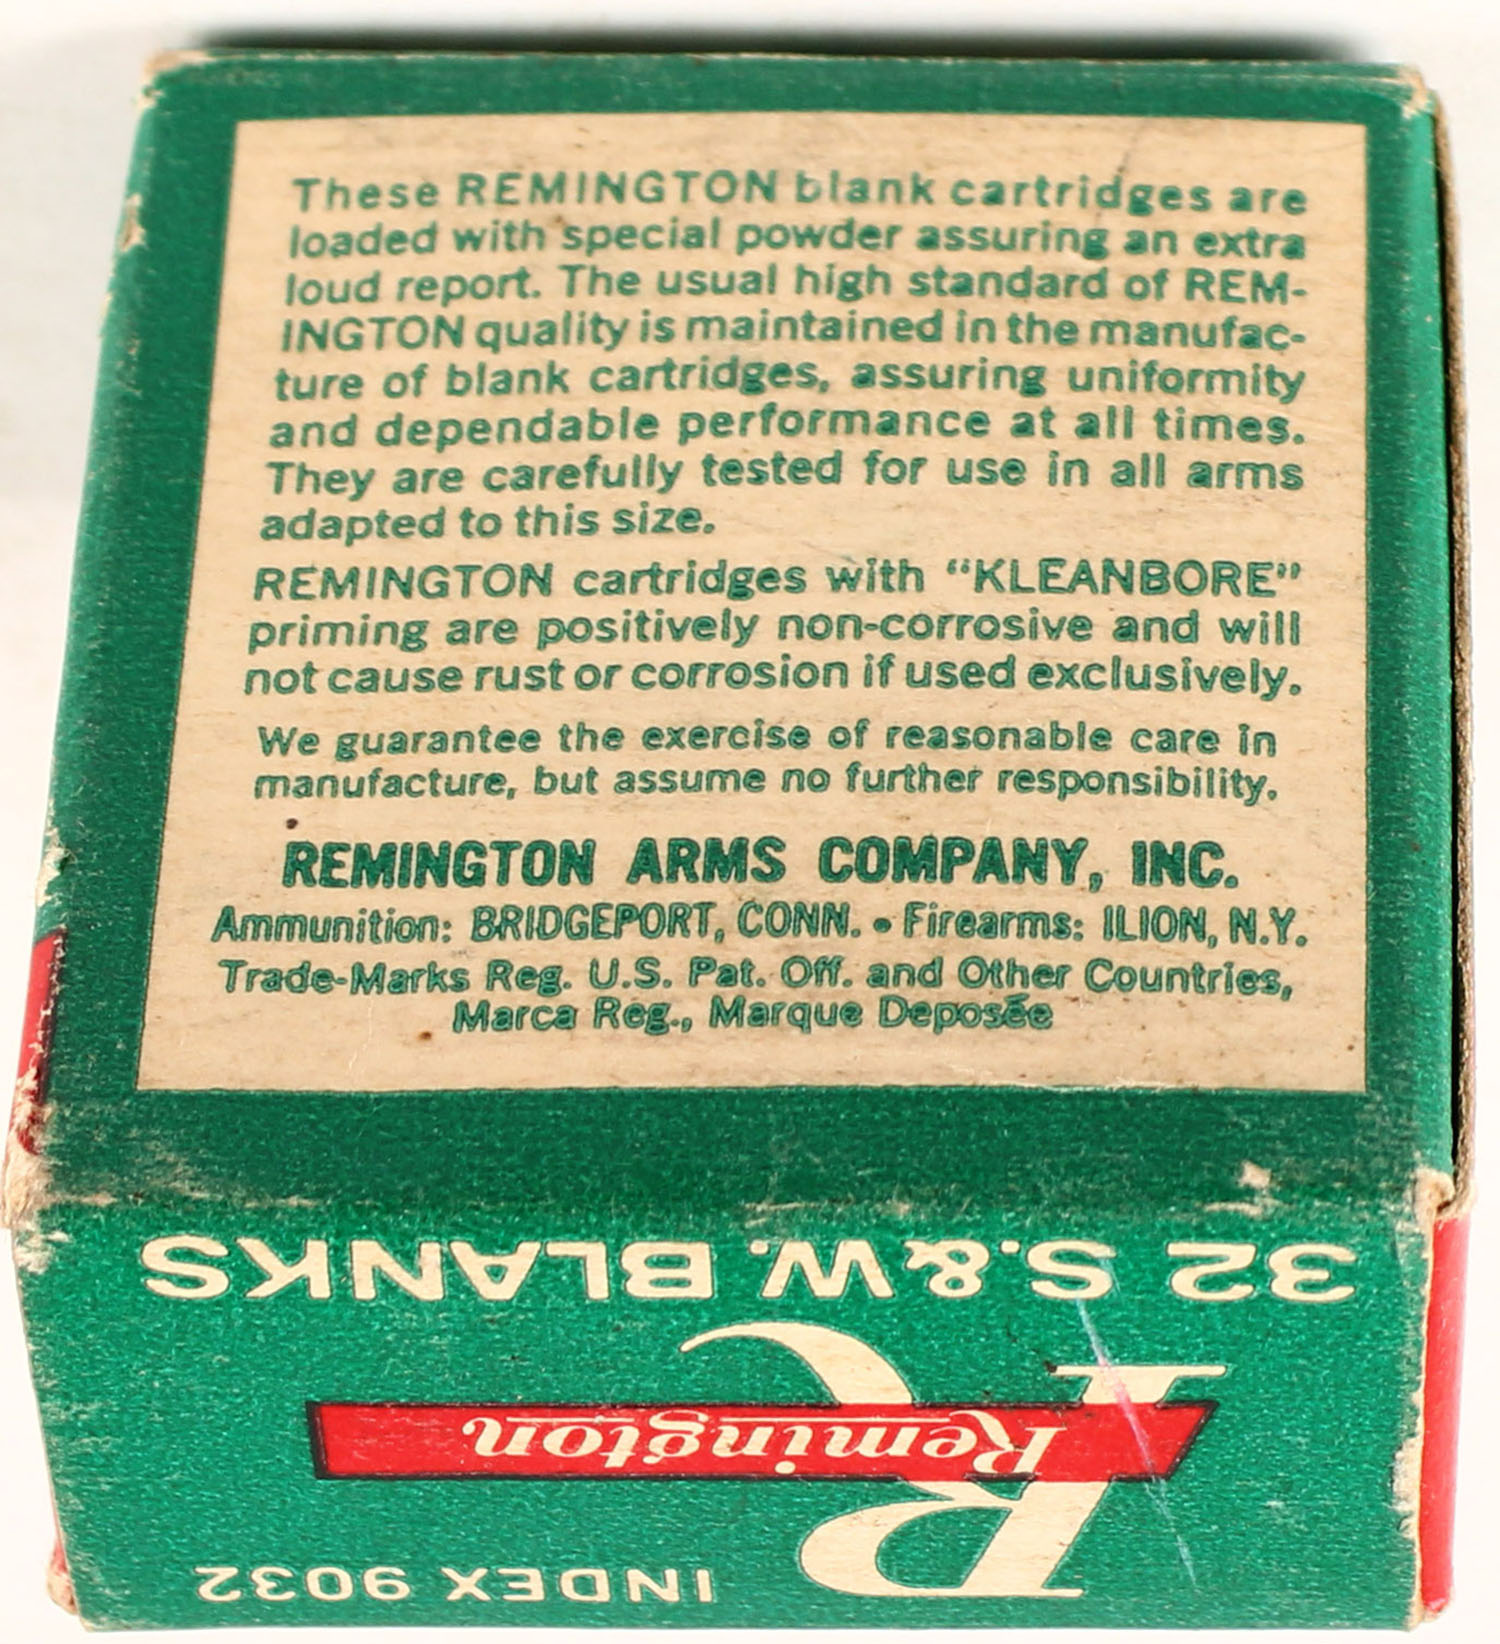 These REMINGTON blank cartridges are
loaded with special powder assuring an extra
loud report. The usual high standard of REM-
INGTON quality is maintained in the manufac-
ture of blank cartridges, assuring uniformity
and dependable performance at all times.
They are carefully tested for use in all arms
adapted to this size.
REMINGTON cartridges with "KLEANBORE"
priming are positively non-corrosive and will
not cause rust or corrosion if used exclusively.
We guarantee the exercise of reasonable care in
manufacture, but assume no further responsibility.
REMINGTON ARMS COMPANY, INC.
Ammunition: BRIDGEPORT, CONN. • Firearms: ILION, N.Y.
Trade-Marks Reg. U.S. Pat. Off. and Other Countries,
Marca Reg., Marque Deposée
32 S.&W. BLANKS
R
Remington
INDEX 9032